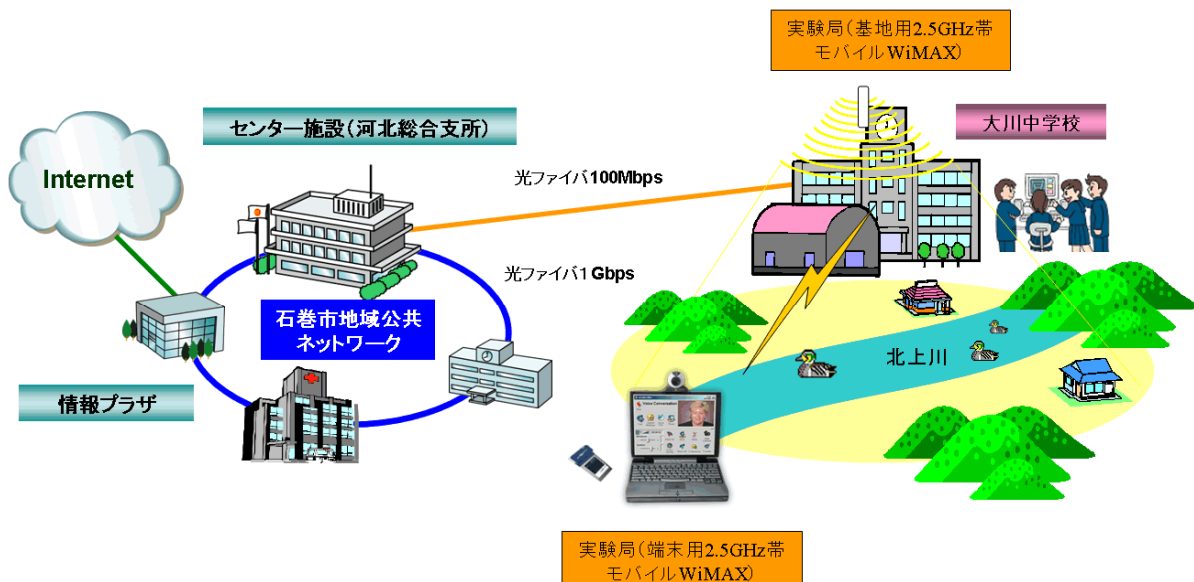 実験局(基地用2.5GHz帯
モバイルWiMAX)
センター施設(河北総合支所)
大川中学校
Internet
光ファイバ100Mbps
光ファイバ1 Gbps
石巻市地域公共
ネットワーク
北上川
情報プラザ
Voice Conversation
実験局(端末用2.5GHz帯
モバイルWiMAX)